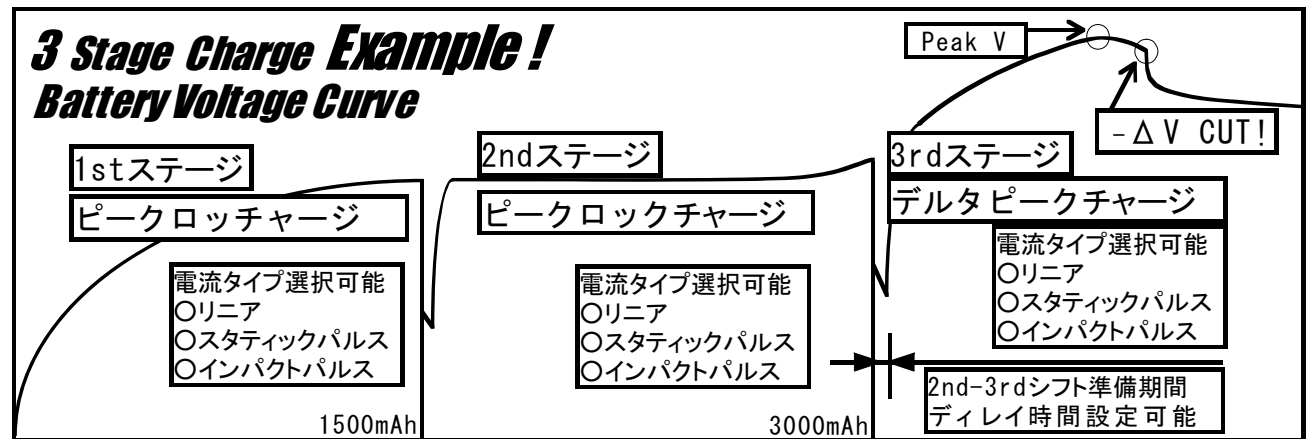 3 Stage Charge Example!
Battery Voltage Curve
Peak V
-ΔV CUT!
1stステージ
ピークロッチャージ
電流タイプ選択可能
○リニア
○スタティックパルス
○インパクトパルス
1500mAh
2ndステージ
ピークロックチャージ
電流タイプ選択可能
○リニア
○スタティックパルス
○インパクトパルス
3000mAh
3rdステージ
デルタピークチャージ
電流タイプ選択可能
○リニア
○スタティックパルス
○インパクトパルス
2nd-3rdシフト準備期間
ディレイ時間設定可能